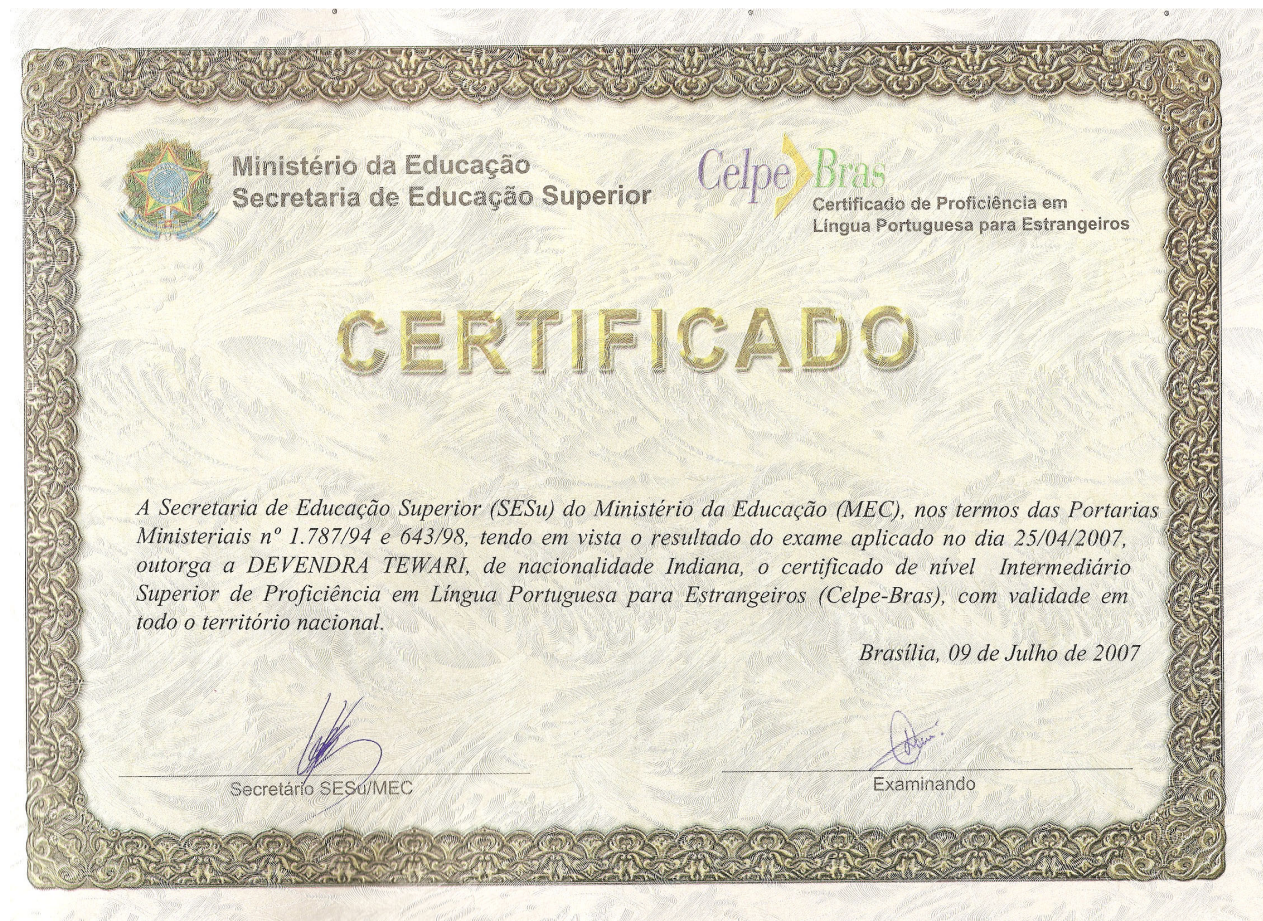 Ministério da Educação
Secretaria de Educação Superior
Celpe Bras
Certificado de Proficiência em
Língua Portuguesa para Estrangeiros
CERTIFICADO
A Secretaria de Educação Superior (SESu) do Ministério da Educação (MEC), nos termos das Portarias
Ministeriais nº 1.787/94 e 643/98, tendo em vista o resultado do exame aplicado no dia 25/04/2007,
outorga a DEVENDRA TEWARI, de nacionalidade Indiana, o certificado de nível Intermediário
Superior de Proficiência em Língua Portuguesa para Estrangeiros (Celpe-Bras), com validade em
todo o território nacional.
Brasília, 09 de Julho de 2007
Secretário SESu/MEC
Examinando